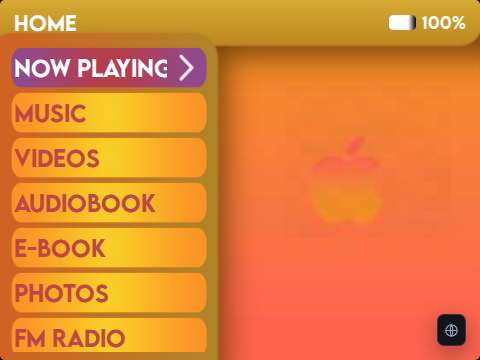 HOME
100%
NOW PLAYING
MUSIC
VIDEOS
AUDIOBOOK
E-BOOK
PHOTOS
FM RADIO